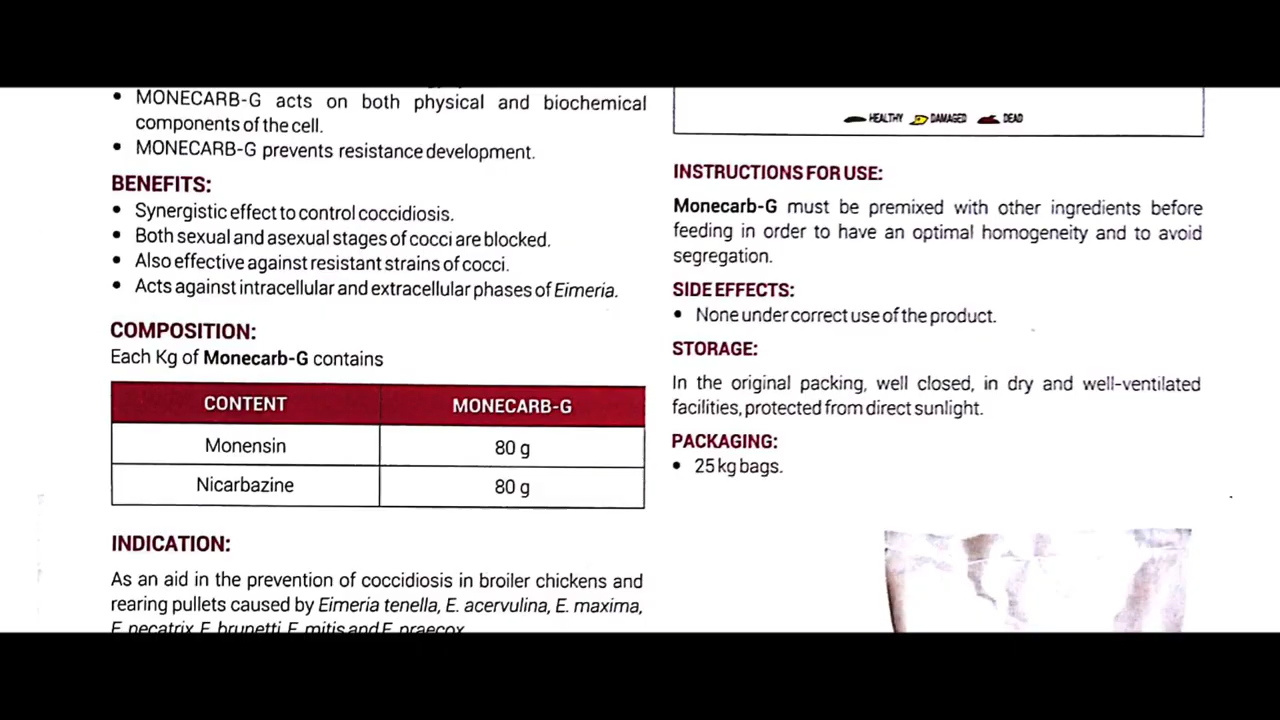 • MONECARB-G acts on both physical and biochemical
components of the cell.
• MONECARB-G prevents resistance development.
BENEFITS:
• Synergistic effect to control coccidiosis.
• Both sexual and asexual stages of cocci are blocked.
• Also effective against resistant strains of cocci.
• Acts against intracellular and extracellular phases of Eimeria.
COMPOSITION:
Each Kg of Monecarb-G contains
CONTENT MONECARB-G
Monensin 80 g
Nicarbazine 80 g
INDICATION:
As an aid in the prevention of coccidiosis in broiler chickens and
rearing pullets caused by Eimeria tenella, E. acervulina, E. maxima,
E. necatrix, E. brunetti, E. mitis and E. praecox
HEALTHY DAMAGED DEAD
INSTRUCTIONS FOR USE:
Monecarb-G must be premixed with other ingredients before
feeding in order to have an optimal homogeneity and to avoid
segregation.
SIDE EFFECTS:
• None under correct use of the product.
STORAGE:
In the original packing, well closed, in dry and well-ventilated
facilities, protected from direct sunlight.
PACKAGING:
• 25 kg bags.